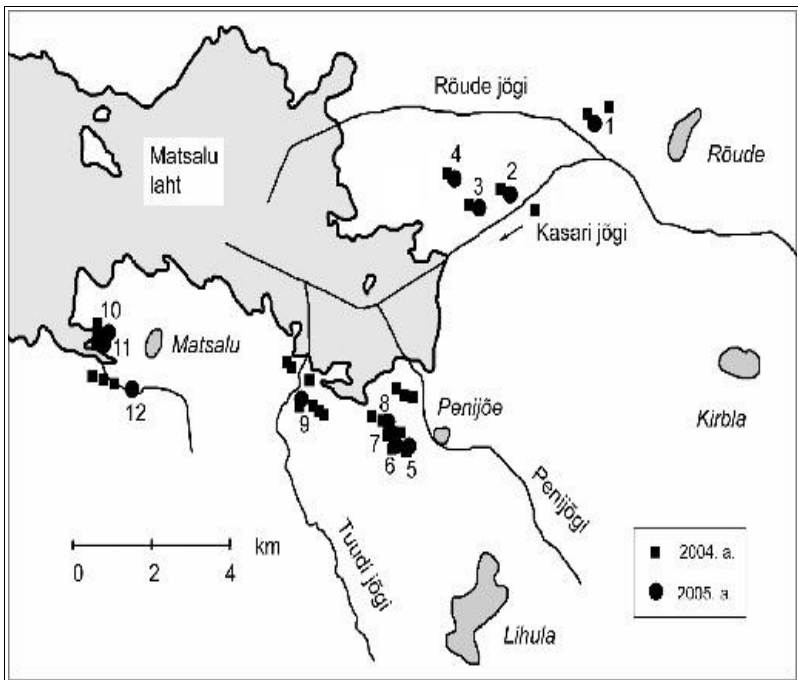 Rõude jõgi
1
Rõude
Matsalu
laht
4
2
3
Kasari jõgi
10
11
Matsalu
12
9
8
7
6
5
Penijõe
Kirbla
Penijõgi
Tuudi jõgi
km
0 2 4
2004. a.
2005. a.
Lihula